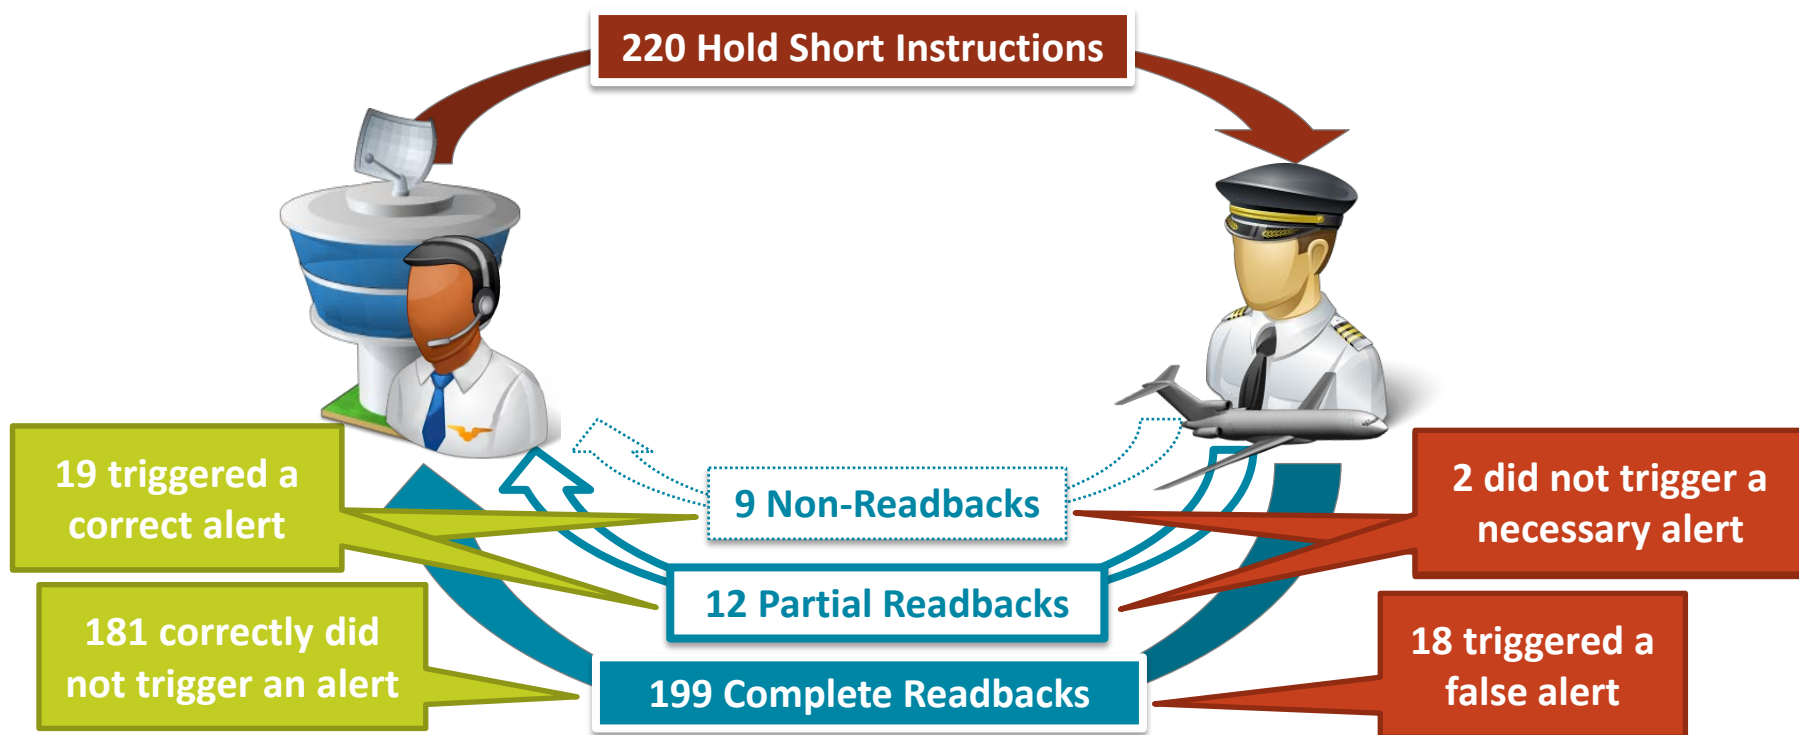 220 Hold Short Instructions
19 triggered a
correct alert
9 Non-Readbacks
2 did not trigger a
necessary alert
12 Partial Readbacks
181 correctly did
not trigger an alert
199 Complete Readbacks
18 triggered a
false alert